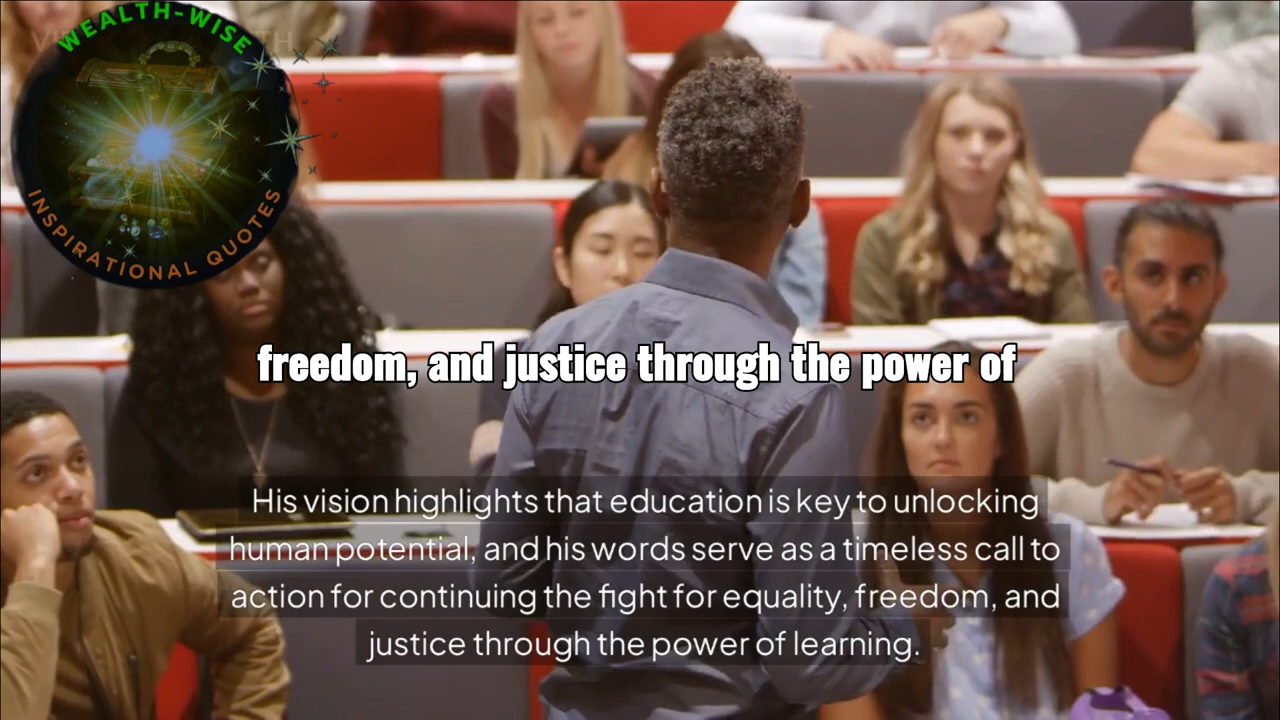 WEALTH-WISE
INSPIRATIONAL QUOTES
freedom, and justice through the power of
His vision highlights that education is key to unlocking
human potential, and his words serve as a timeless call to
action for continuing the fight for equality, freedom, and
justice through the power of learning.